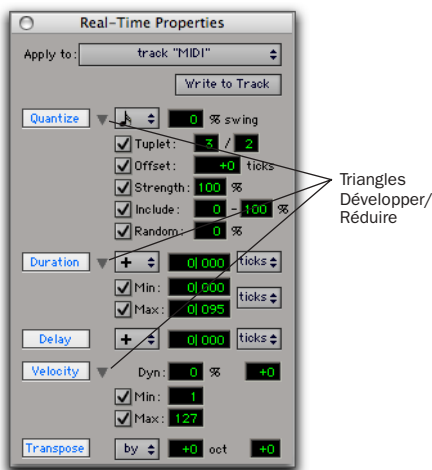 Real-Time Properties
Apply to: track "MIDI"
Write to Track
Quantize 0 % swing
Tuplet: 3 / 2
Offset: +0 ticks
Strength: 100 %
Include: 0 - 100 %
Random: 0 %
Triangles
Développer/
Réduire
Duration + 0| 000 ticks
Min: 0| 000
ticks
Max: 0| 095
Delay + 0| 000 ticks
Velocity Dyn: 0 % +0
Min: 1
Max: 127
Transpose by +0 oct +0